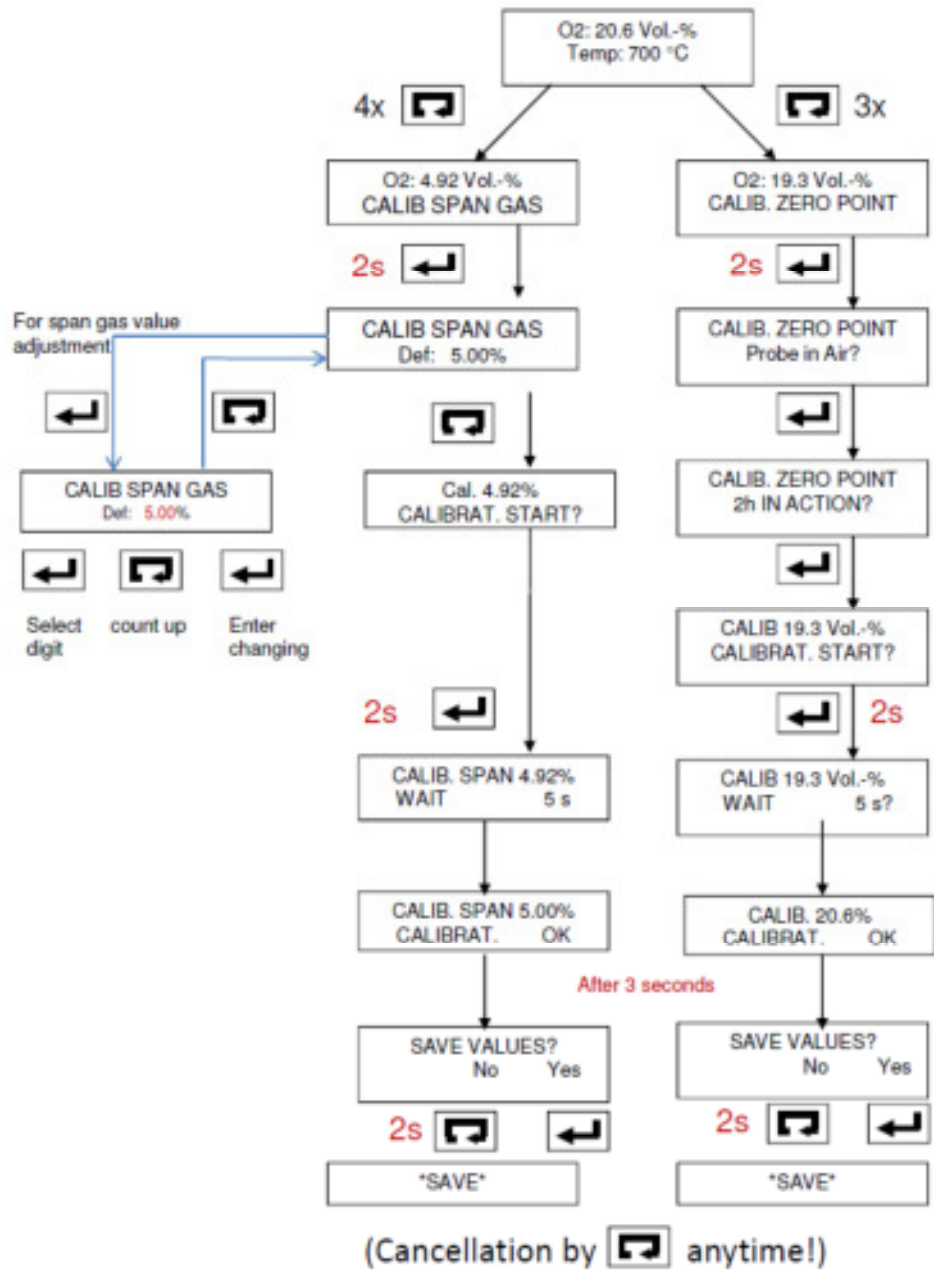 O2: 20.6 Vol.-%
Temp: 700 °C
4x
3x
O2: 4.92 Vol.-%
CALIB SPAN GAS
O2: 19.3 Vol.-%
CALIB. ZERO POINT
2s
2s
For span gas value
adjustment
CALIB SPAN GAS
Def: 5.00%
CALIB. ZERO POINT
Probe in Air?
CALIB SPAN GAS
Def: 5.00%
Cal. 4.92%
CALIBRAT. START?
CALIB. ZERO POINT
2h IN ACTION?
Select
digit
count up
Enter
changing
CALIB 19.3 Vol.-%
CALIBRAT. START?
2s
2s
CALIB. SPAN 4.92%
WAIT 5 s
CALIB 19.3 Vol.-%
WAIT 5 s?
CALIB. SPAN 5.00%
CALIBRAT. OK
CALIB. 20.6%
CALIBRAT. OK
After 3 seconds
SAVE VALUES?
No Yes
SAVE VALUES?
No Yes
2s
2s
*SAVE*
*SAVE*
(Cancellation by anytime!)